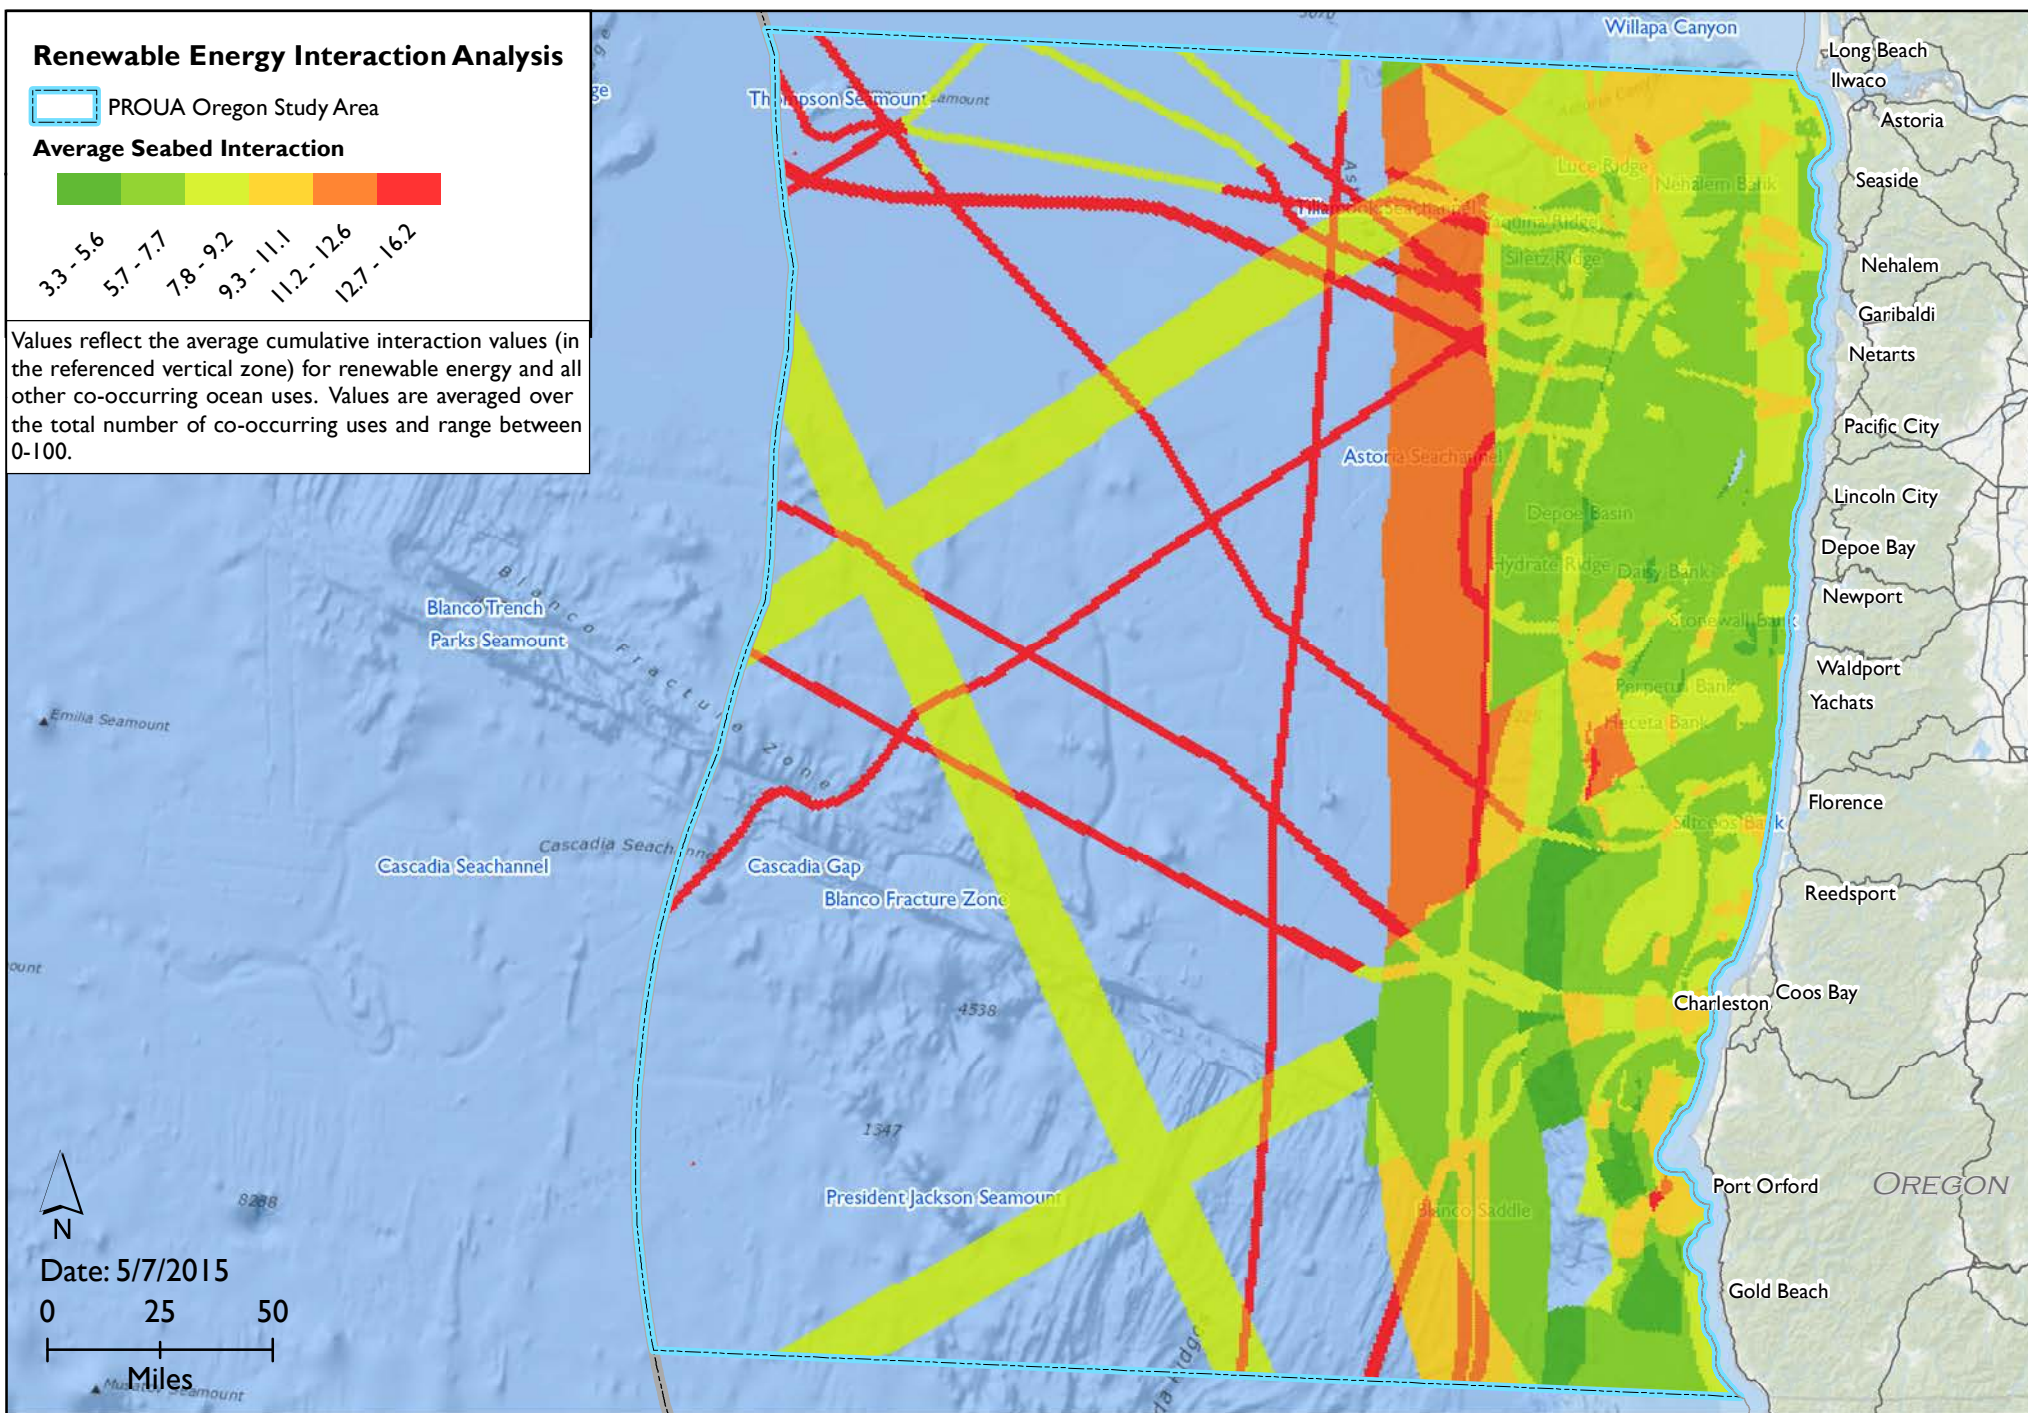 Renewable Energy Interaction Analysis
PROUA Oregon Study Area
Average Seabed Interaction
3.3 - 5.6
5.7 - 7.7
7.8 - 9.2
9.3 - 11.1
11.2 - 12.6
12.7 - 16.2
Values reflect the average cumulative interaction values (in
the referenced vertical zone) for renewable energy and all
other co-occurring ocean uses. Values are averaged over
the total number of co-occurring uses and range between
0-100.
Willapa Canyon
Long Beach
Ilwaco
Thompson Seamount
Astoria
Luce Ridge
Nehalem Bank
Seaside
Tillamook Seachannel
Yaquina Ridge
Siletz Ridge
Nehalem
Garibaldi
Netarts
Pacific City
Astoria Seachannel
Lincoln City
Depoe Basin
Depoe Bay
Hydrate Ridge
Daisy Bank
Newport
Blanco Trench
Parks Seamount
Blanco Fracture Zone
Stonewall Bank
Waldport
Perpetua Bank
Yachats
Emilia Seamount
Heceta Bank
Florence
Siltcoos Bank
Cascadia Seachannel
Cascadia Seachannel
Cascadia Gap
Blanco Fracture Zone
Reedsport
Charleston
Coos Bay
4538
1347
8288
President Jackson Seamount
Blanco Saddle
Port Orford
OREGON
Gold Beach
N
Date: 5/7/2015
0 25 50
Miles